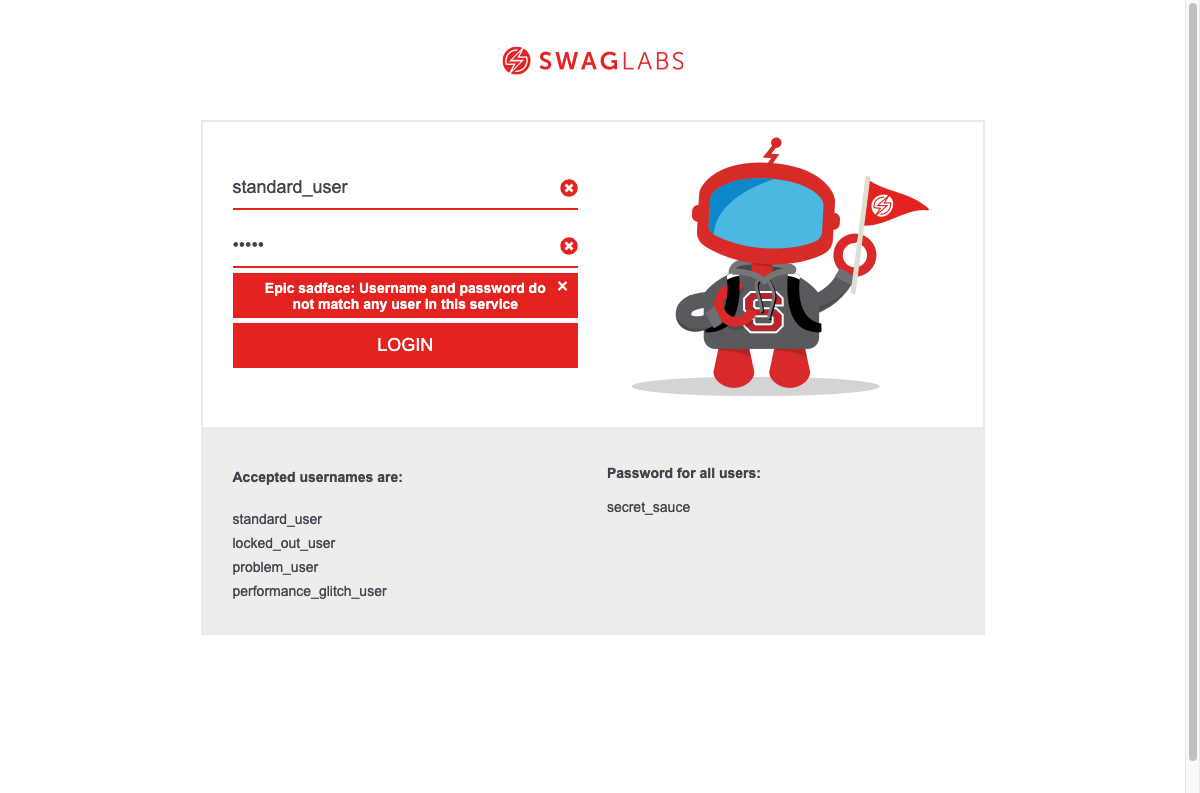 SWAGLABS
standard_user
•••••
Epic sadface: Username and password do
not match any user in this service
LOGIN
S
Accepted usernames are:
standard_user
locked_out_user
problem_user
performance_glitch_user
Password for all users:
secret_sauce